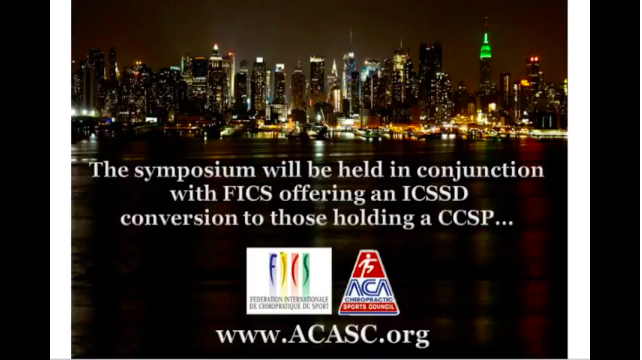 The symposium will be held in conjunction
with FICS offering an ICSSD
conversion to those holding a CCSP...
FICS
FEDERATION INTERNATIONALE
DE CHIROPRATIQUE DU SPORT
ACA
CHIROPRACTIC
SPORTS COUNCIL
www.ACASC.org